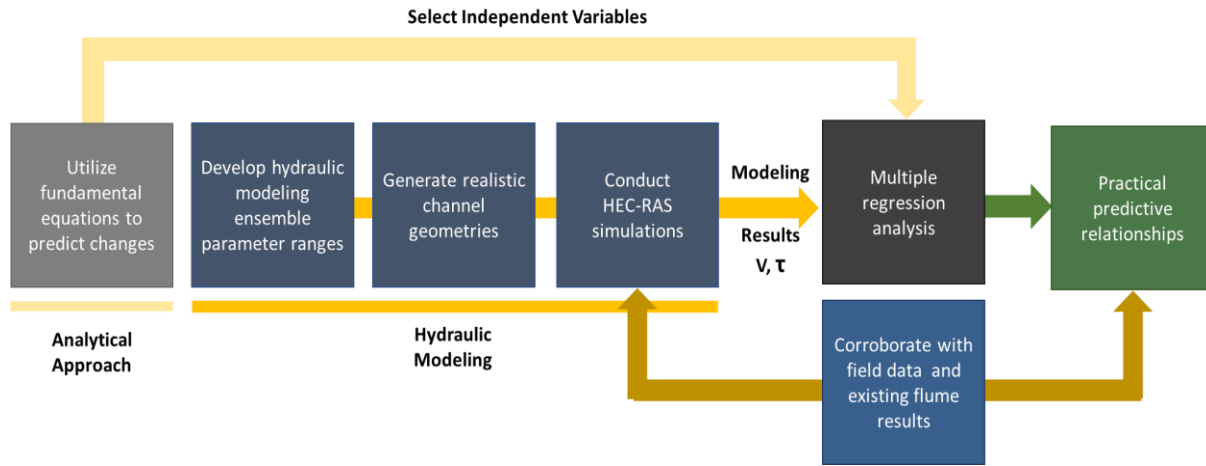 Select Independent Variables
Utilize
fundamental
equations to
predict changes
Develop hydraulic
modeling
ensemble
parameter ranges
Generate realistic
channel
geometries
Conduct
HEC-RAS
simulations
Modeling
Results
V, τ
Multiple
regression
analysis
Practical
predictive
relationships
Analytical
Approach
Hydraulic
Modeling
Corroborate with
field data and
existing flume
results